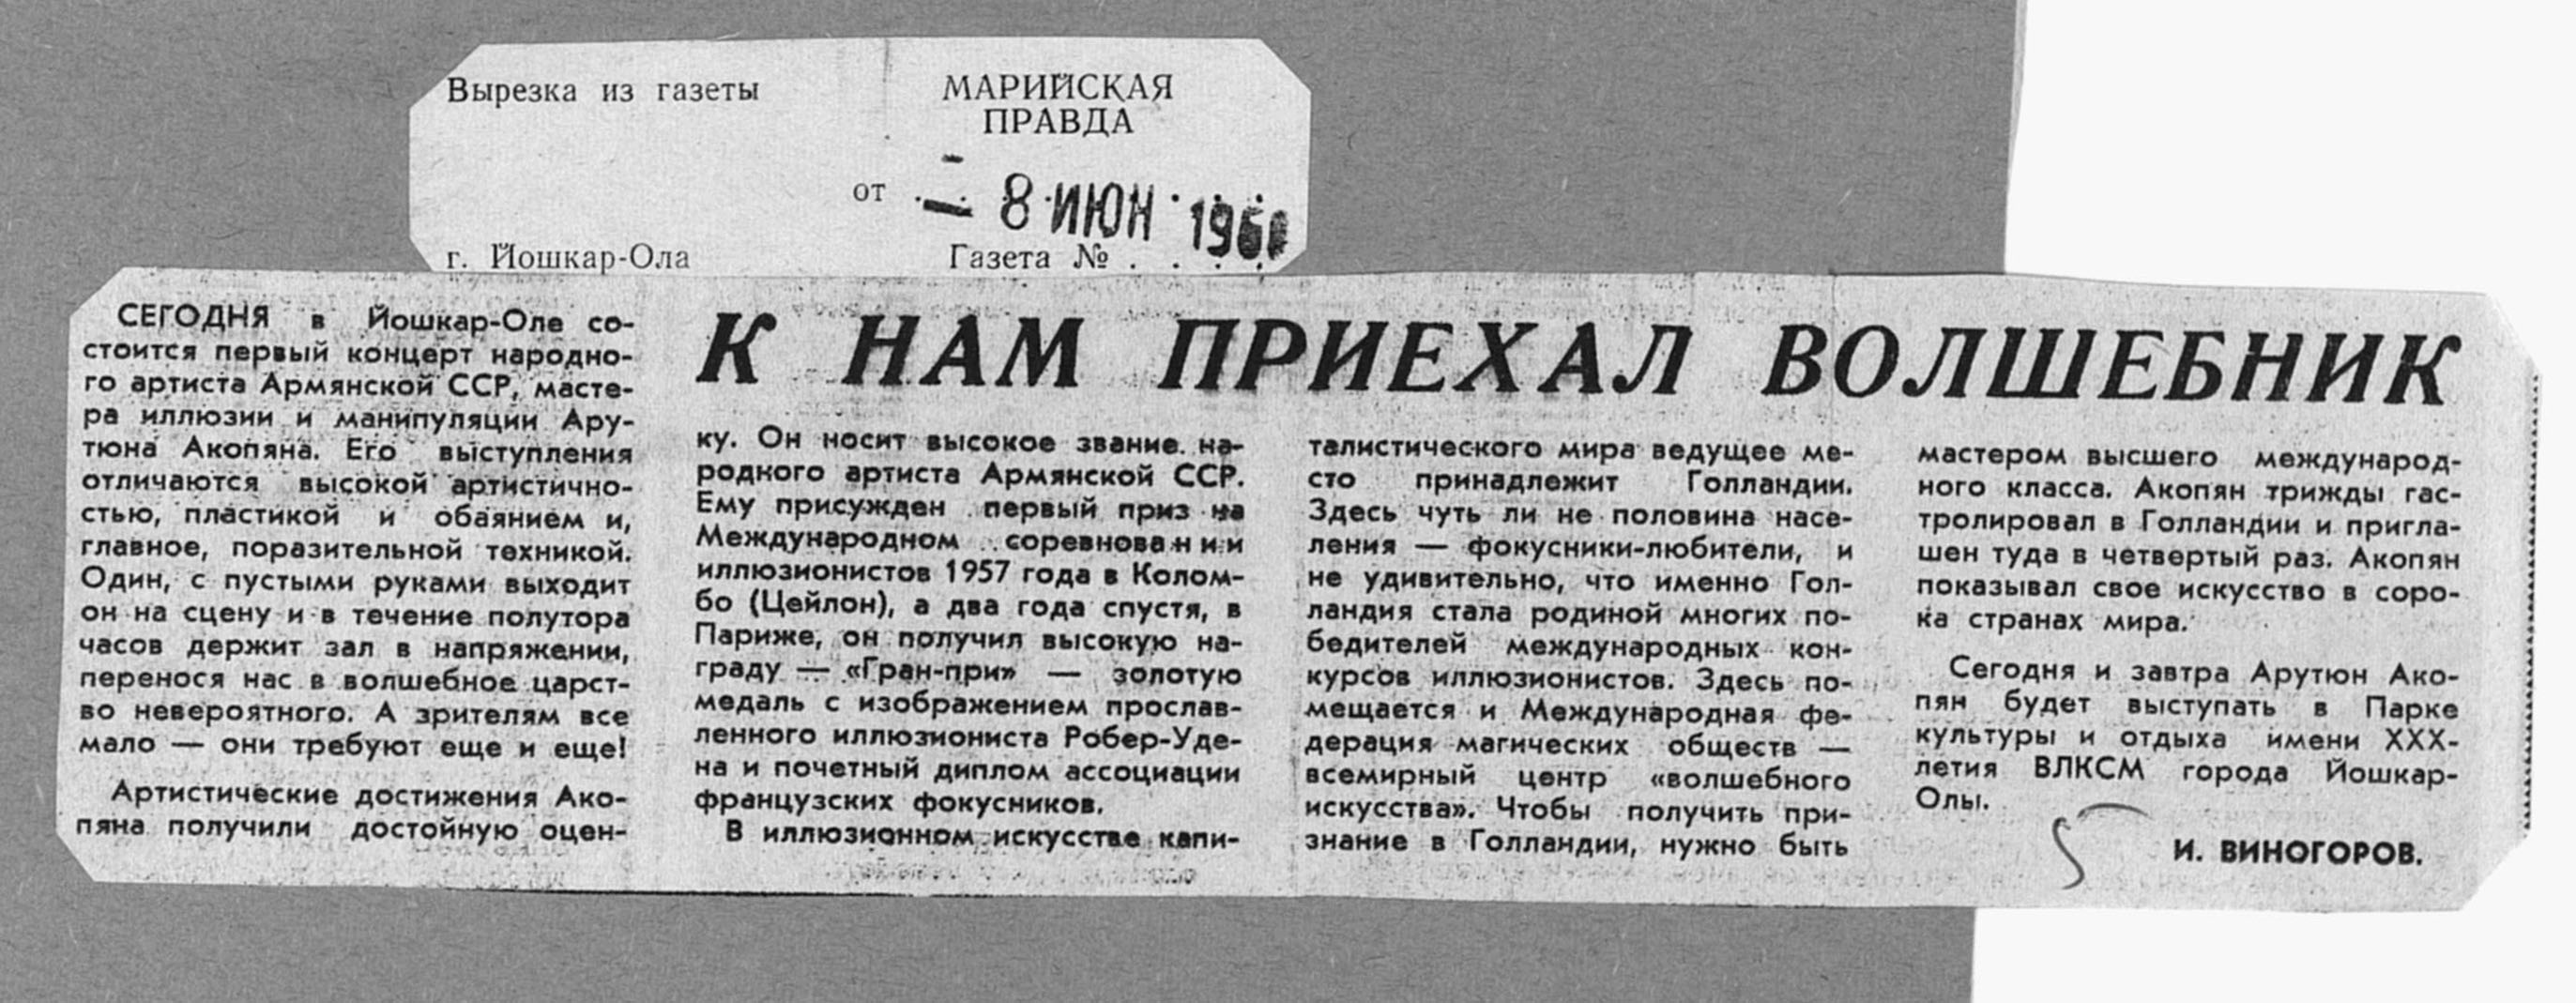 Вырезка из газеты
МАРИЙСКАЯ
ПРАВДА
от
8 ИЮН
г. Йошкар-Ола
Газета № . . . .
К НАМ ПРИЕХАЛ ВОЛШЕБНИК
СЕГОДНЯ в Йошкар-Оле со-
стоится первый концерт народно-
го артиста Армянской ССР, масте-
ра иллюзии и манипуляции Ару-
тюна Акопяна. Его выступления
отличаются высокой артистично-
стью, пластикой и обаянием и,
главное, поразительной техникой.
Один, с пустыми руками выходит
он на сцену и в течение полутора
часов держит зал в напряжении,
перенося нас в волшебное царст-
во невероятного. А зрителям все
мало — они требуют еще и еще!
Артистические достижения Ако-
пяна получили достойную оцен-
ку. Он носит высокое звание на-
родного артиста Армянской ССР.
Ему присужден первый приз на
Международном соревновании
иллюзионистов 1957 года в Колом-
бо (Цейлон), а два года спустя, в
Париже, он получил высокую на-
граду — «Гран-при» — золотую
медаль с изображением прослав-
ленного иллюзиониста Робер-Уде-
на и почетный диплом ассоциации
французских фокусников.
В иллюзионном искусстве капи-
талистического мира ведущее ме-
сто принадлежит Голландии.
Здесь чуть ли не половина насе-
ления — фокусники-любители, и
не удивительно, что именно Гол-
ландия стала родиной многих по-
бедителей международных кон-
курсов иллюзионистов. Здесь по-
мещается и Международная фе-
дерация магических обществ —
всемирный центр «волшебного
искусства». Чтобы получить при-
знание в Голландии, нужно быть
мастером высшего международ-
ного класса. Акопян трижды гас-
тролировал в Голландии и пригла-
шен туда в четвертый раз. Акопян
показывал свое искусство в соро-
ка странах мира.
Сегодня и завтра Арутюн Ако-
пян будет выступать в Парке
культуры и отдыха имени XXX-
летия ВЛКСМ города Йошкар-
Олы.
И. ВИНОГОРОВ.